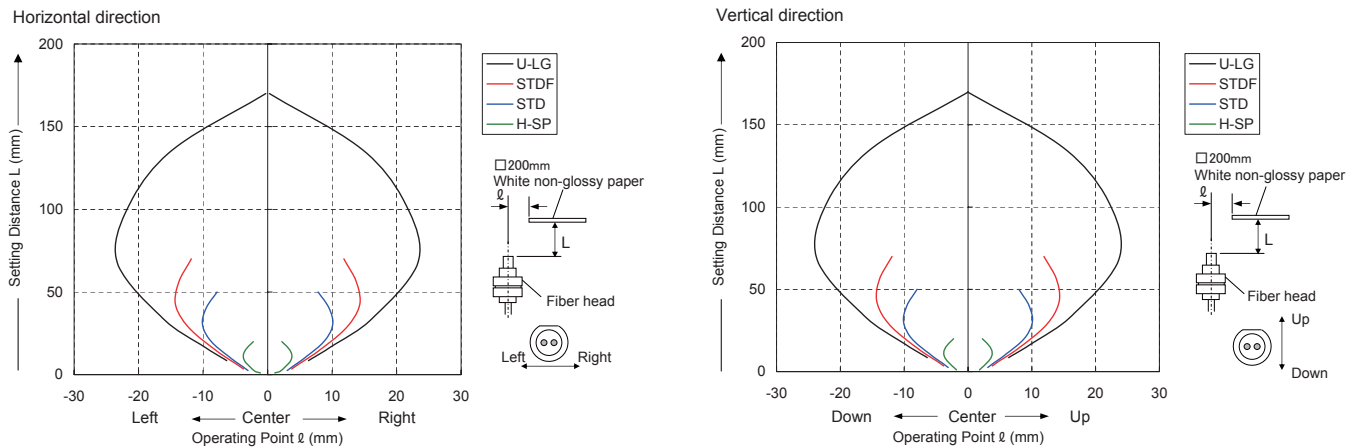 Horizontal direction
200
150
100
50
0
Setting Distance L (mm)
-30 -20 -10 0 10 20 30
Left Center Right
Operating Point ℓ (mm)
U-LG
STDF
STD
H-SP
□200mm
White non-glossy paper
ℓ
L
Fiber head
Left Right
Vertical direction
200
150
100
50
0
Setting Distance L (mm)
-30 -20 -10 0 10 20 30
Down Center Up
Operating Point ℓ (mm)
U-LG
STDF
STD
H-SP
□200mm
White non-glossy paper
ℓ
L
Fiber head
Up
Down